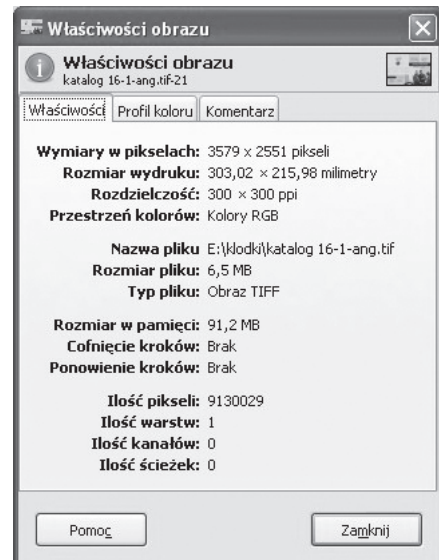 Właściwości obrazu
Właściwości obrazu
katalog 16-1-ang.tif-21
Właściwości Profil koloru Komentarz
Wymiary w pikselach: 3579 x 2551 pikseli
Rozmiar wydruku: 303,02 × 215,98 milimetry
Rozdzielczość: 300 × 300 ppi
Przestrzeń kolorów: Kolory RGB
Nazwa pliku E:\klodki\katalog 16-1-ang.tif
Rozmiar pliku: 6,5 MB
Typ pliku: Obraz TIFF
Rozmiar w pamięci: 91,2 MB
Cofnięcie kroków: Brak
Ponowienie kroków: Brak
Ilość pikseli: 9130029
Ilość warstw: 1
Ilość kanałów: 0
Ilość ścieżek: 0
Pomoc Zamknij